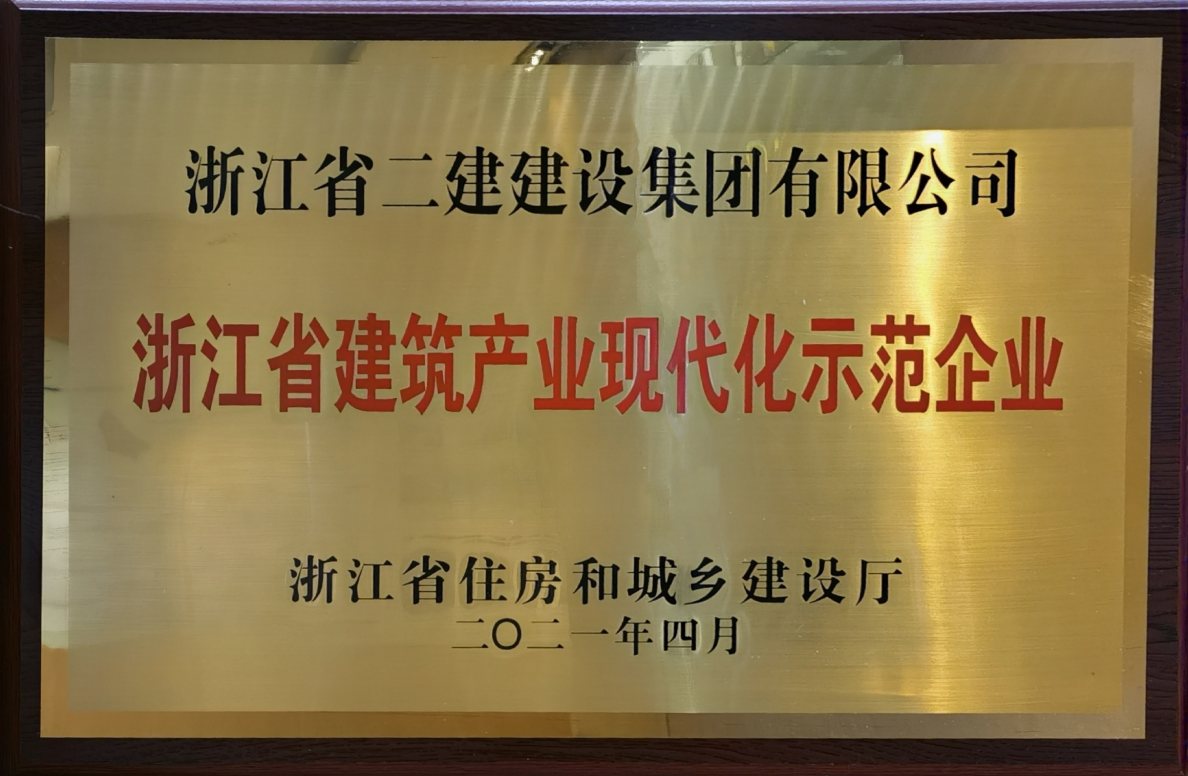 浙江省二建建设集团有限公司
浙江省建筑产业现代化示范企业
浙江省住房和城乡建设厅
二〇二一年四月